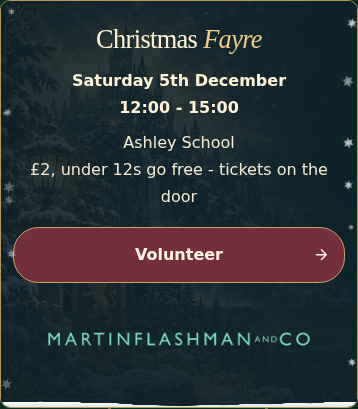 Christmas Fayre
Saturday 5th December
12:00 - 15:00
Ashley School
£2, under 12s go free - tickets on the
door
Volunteer →
MARTINFLASHMANANDCO